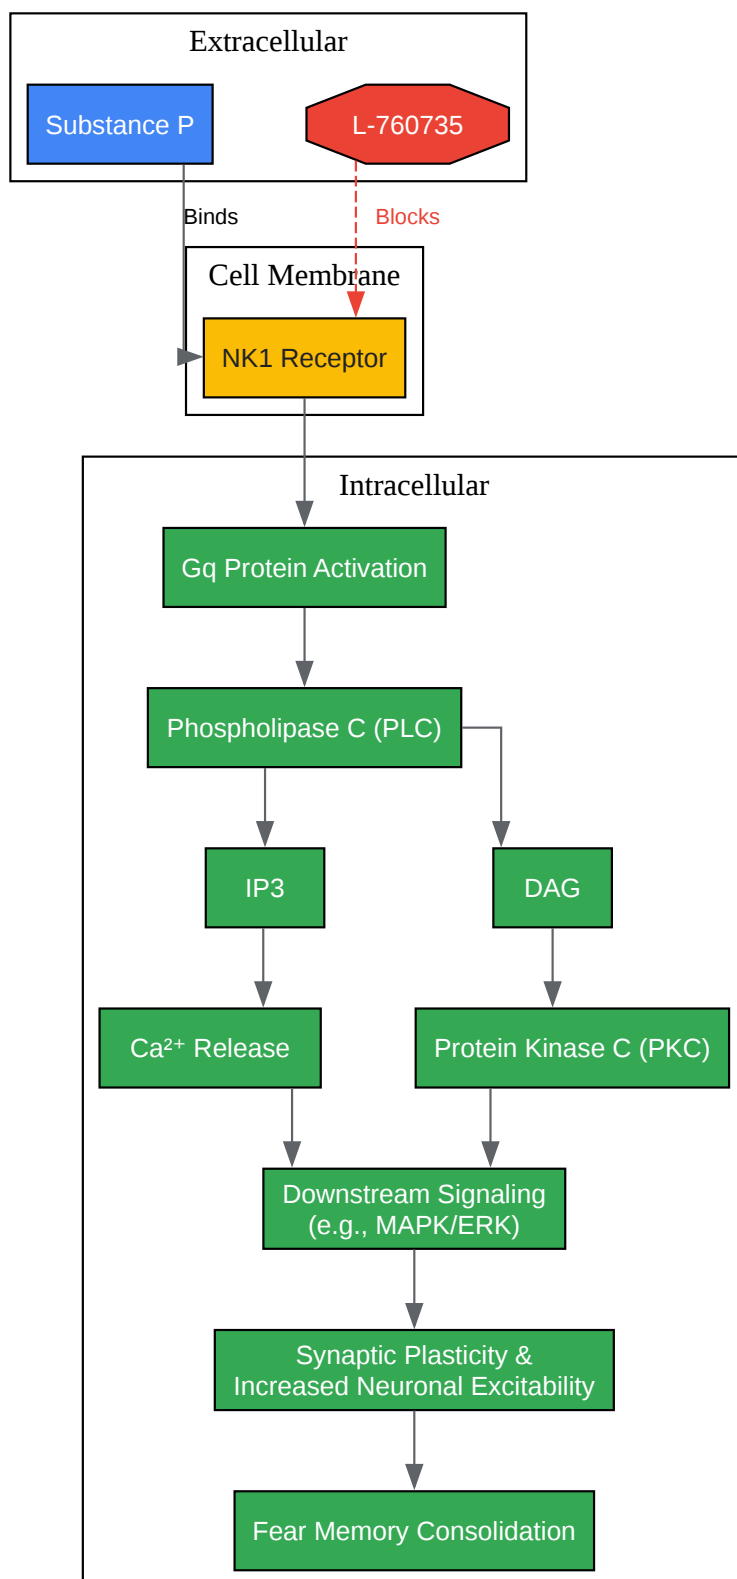 Extracellular
Substance P
L-760735
Binds
Blocks
Cell Membrane
NK1 Receptor
Intracellular
Gq Protein Activation
Phospholipase C (PLC)
IP3
DAG
Ca²⁺ Release
Protein Kinase C (PKC)
Downstream Signaling
(e.g., MAPK/ERK)
Synaptic Plasticity &
Increased Neuronal Excitability
Fear Memory Consolidation